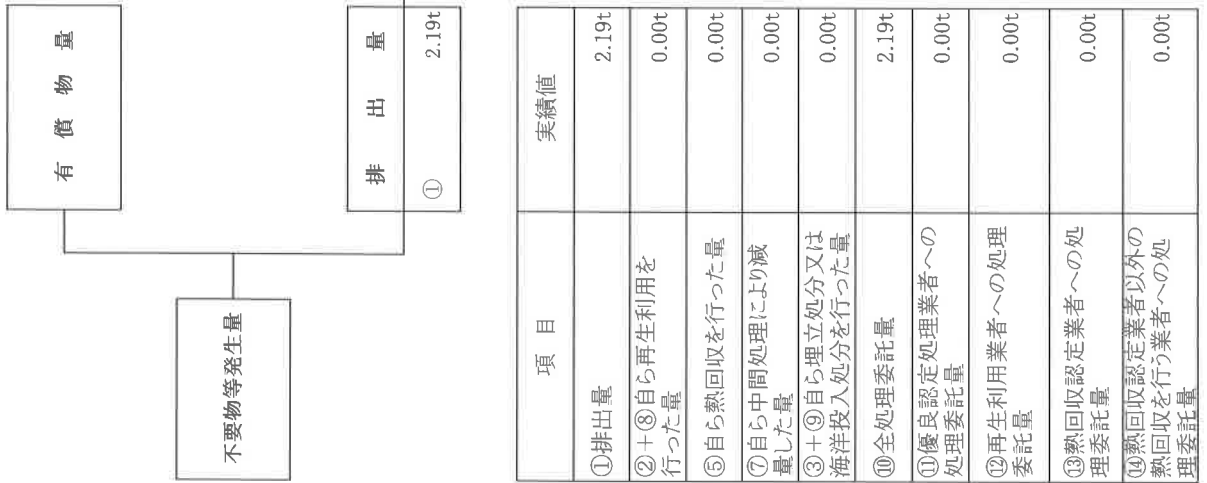 有 償 物 量
不要物等発生量
排 出 量
① 2.19t
項 目 実績値
①排出量 2.19t
②+⑧自ら再生利用を
行った量 0.00t
⑤自ら熱回収を行った量 0.00t
⑦自ら中間処理により減
量した量 0.00t
③+⑨自ら埋立処分又は
海洋投入処分を行った量 0.00t
⑩全処理委託量 2.19t
⑪優良認定処理業者への
処理委託量 0.00t
⑫再生利用業者への処理
委託量 0.00t
⑬熱回収認定業者への処
理委託量 0.00t
⑭熱回収認定業者以外の
熱回収を行う業者への処
理委託量 0.00t